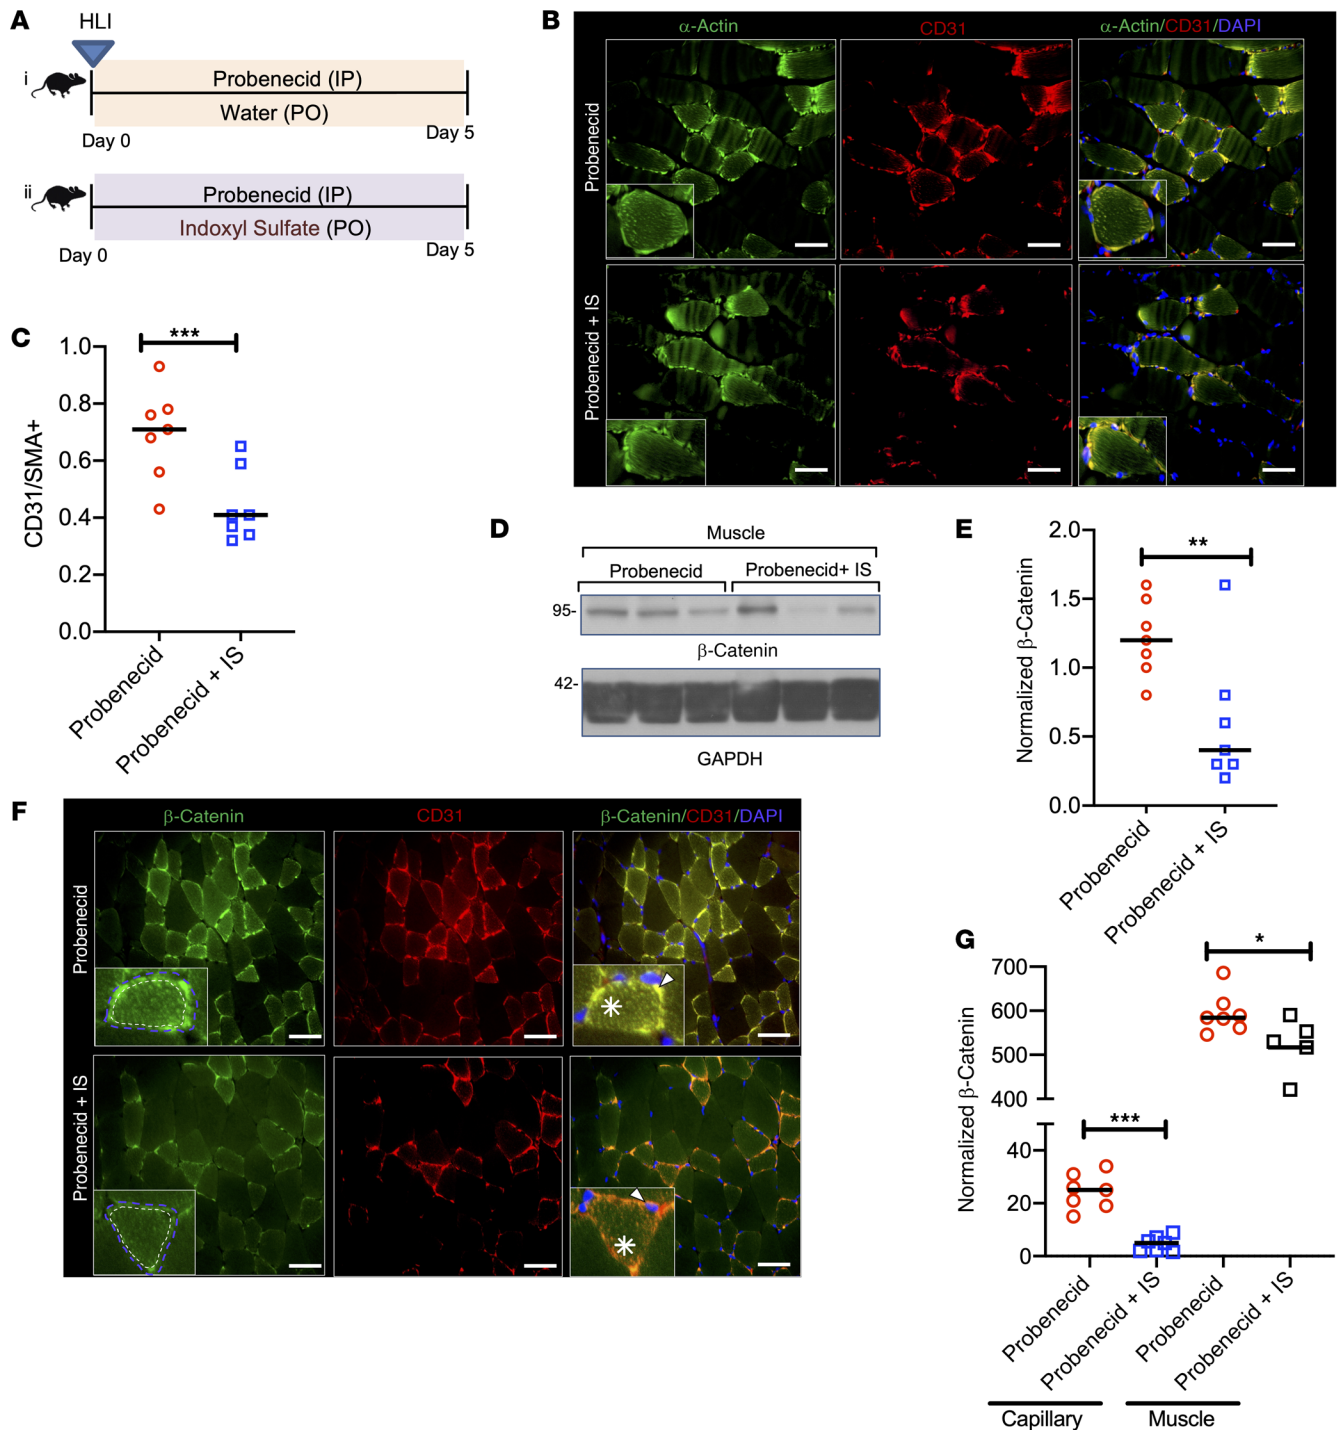 A
HLI
i
Probenecid (IP)
Water (PO)
Day 0
Day 5
ii
Probenecid (IP)
Indoxyl Sulfate (PO)
Day 0
Day 5
B
α-Actin
CD31
α-Actin/CD31/DAPI
Probenecid
Probenecid + IS
C
***
CD31/SMA+
1.0
0.8
0.6
0.4
0.2
0.0
Probenecid
Probenecid + IS
D
Muscle
Probenecid
Probenecid+ IS
95-
β-Catenin
42-
GAPDH
E
**
Normalized β-Catenin
2.0
1.5
1.0
0.5
0.0
Probenecid
Probenecid + IS
F
β-Catenin
CD31
β-Catenin/CD31/DAPI
Probenecid
Probenecid + IS
G
*
***
Normalized β-Catenin
700
600
500
400
40
20
0
Probenecid
Probenecid + IS
Probenecid
Probenecid + IS
Capillary
Muscle